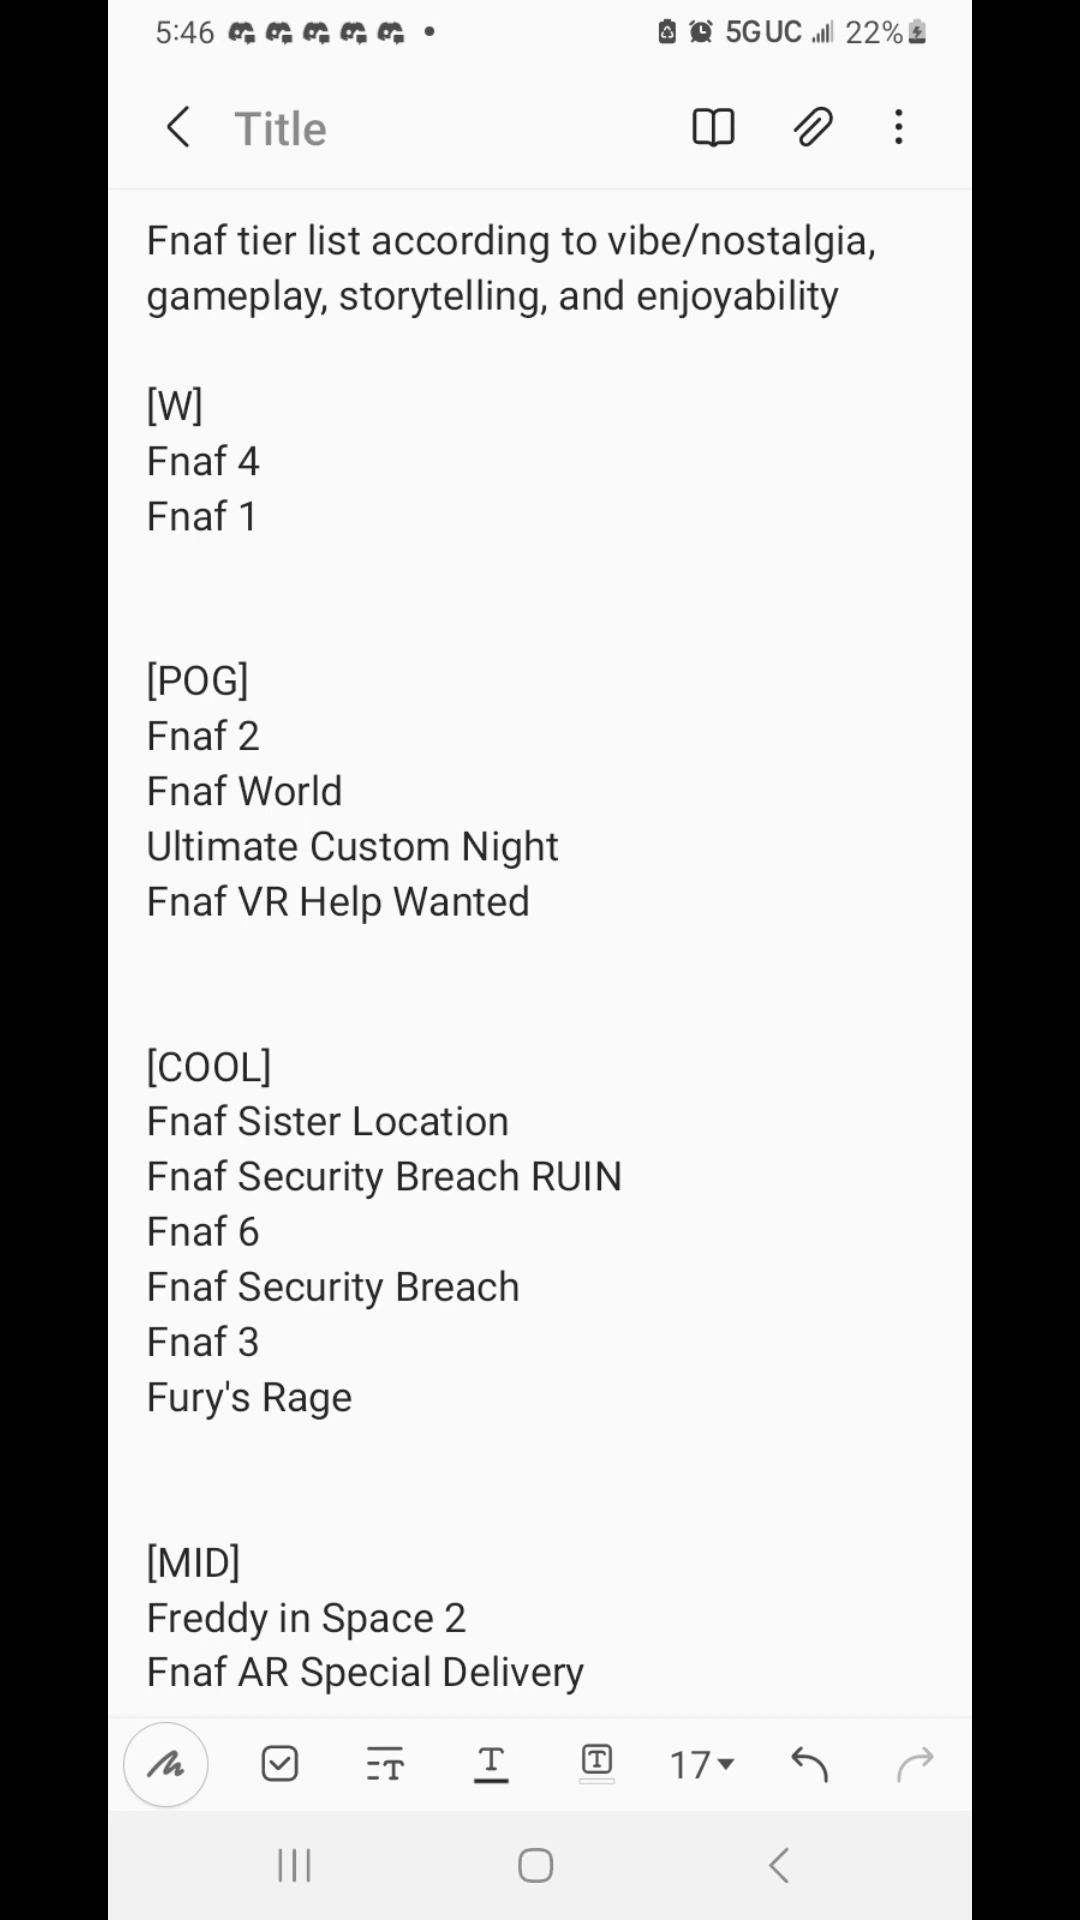 5:46 5G UC 22%
Title
Fnaf tier list according to vibe/nostalgia,
gameplay, storytelling, and enjoyability
[W]
Fnaf 4
Fnaf 1
[POG]
Fnaf 2
Fnaf World
Ultimate Custom Night
Fnaf VR Help Wanted
[COOL]
Fnaf Sister Location
Fnaf Security Breach RUIN
Fnaf 6
Fnaf Security Breach
Fnaf 3
Fury's Rage
[MID]
Freddy in Space 2
Fnaf AR Special Delivery
17